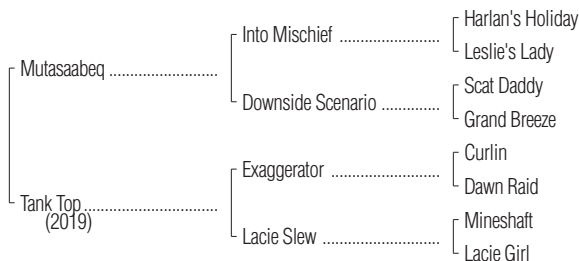 Harlan's Holiday
Into Mischief
Leslie's Lady
Mutasaabeq
Scat Daddy
Downside Scenario
Grand Breeze
Curlin
Exaggerator
Dawn Raid
Tank Top
(2019)
Mineshaft
Lacie Slew
Lacie Girl